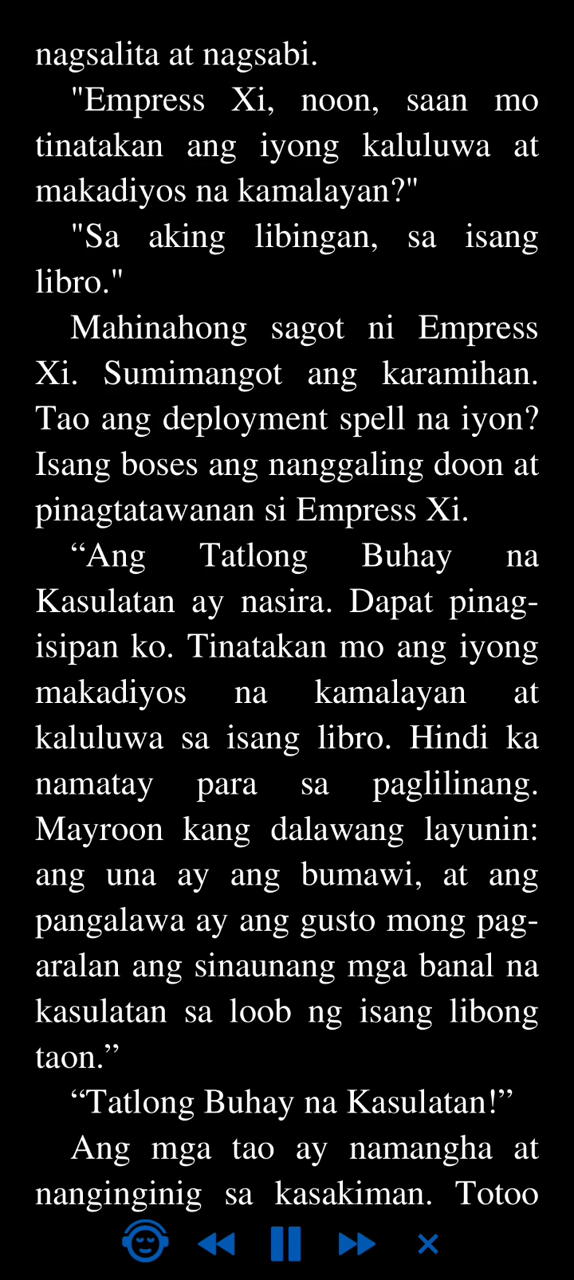 nagsalita at nagsabi.
"Empress Xi, noon, saan mo
tinatakan ang iyong kaluluwa at
makadiyos na kamalayan?"
"Sa aking libingan, sa isang
libro."
Mahinahong sagot ni Empress
Xi. Sumimangot ang karamihan.
Tao ang deployment spell na iyon?
Isang boses ang nanggaling doon at
pinagtatawanan si Empress Xi.
“Ang Tatlong Buhay na
Kasulatan ay nasira. Dapat pinag-
isipan ko. Tinatakan mo ang iyong
makadiyos na kamalayan at
kaluluwa sa isang libro. Hindi ka
namatay para sa paglilinang.
Mayroon kang dalawang layunin:
ang una ay ang bumawi, at ang
pangalawa ay ang gusto mong pag-
aralan ang sinaunang mga banal na
kasulatan sa loob ng isang libong
taon.”
“Tatlong Buhay na Kasulatan!”
Ang mga tao ay namangha at
nanginginig sa kasakiman. Totoo